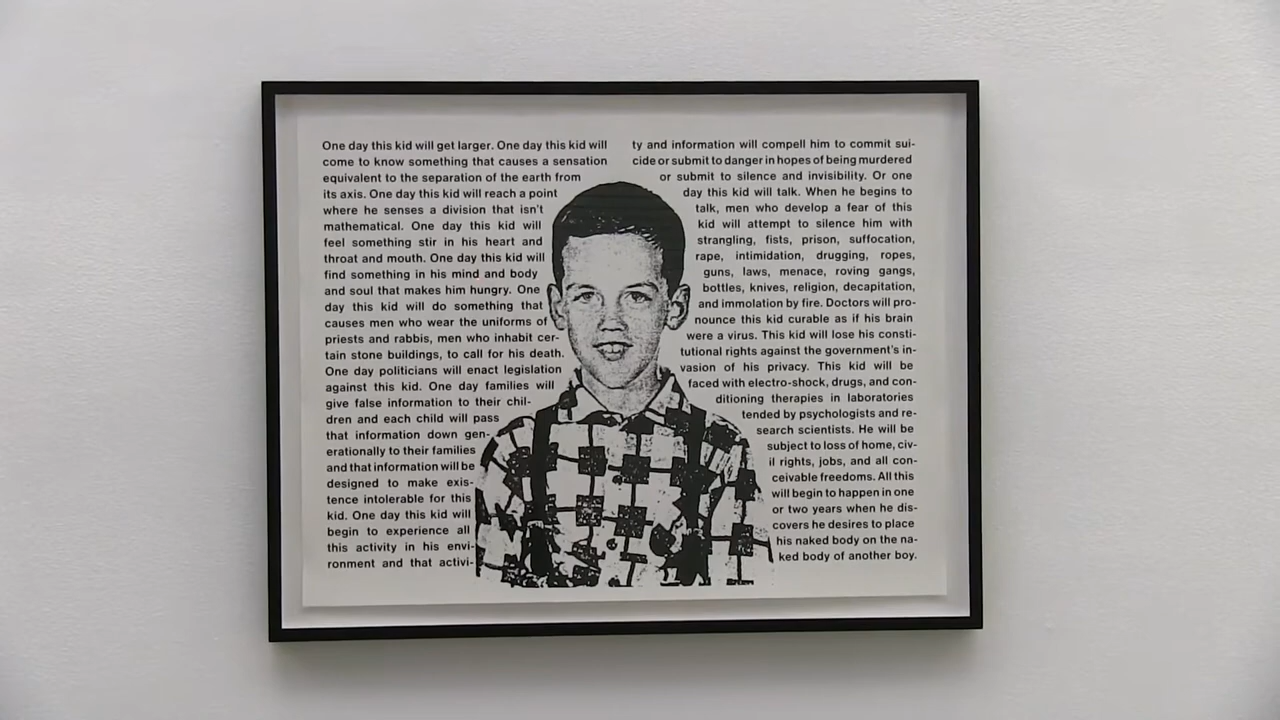 One day this kid will get larger. One day this kid will
come to know something that causes a sensation
equivalent to the separation of the earth from
its axis. One day this kid will reach a point
where he senses a division that isn't
mathematical. One day this kid will
feel something stir in his heart and
throat and mouth. One day this kid will
find something in his mind and body
and soul that makes him hungry. One
day this kid will do something that
causes men who wear the uniforms of
priests and rabbis, men who inhabit cer-
tain stone buildings, to call for his death.
One day politicians will enact legislation
against this kid. One day families will
give false information to their chil-
dren and each child will pass
that information down gen-
erationally to their families
and that information will be
designed to make exis-
tence intolerable for this
kid. One day this kid will
begin to experience all
this activity in his envi-
ronment and that activi-
ty and information will compell him to commit sui-
cide or submit to danger in hopes of being murdered
or submit to silence and invisibility. Or one
day this kid will talk. When he begins to
talk, men who develop a fear of this
kid will attempt to silence him with
strangling, fists, prison, suffocation,
rape, intimidation, drugging, ropes,
guns, laws, menace, roving gangs,
bottles, knives, religion, decapitation,
and immolation by fire. Doctors will pro-
nounce this kid curable as if his brain
were a virus. This kid will lose his consti-
tutional rights against the government's in-
vasion of his privacy. This kid will be
faced with electro-shock, drugs, and con-
ditioning therapies in laboratories
tended by psychologists and re-
search scientists. He will be
subject to loss of home, civ-
il rights, jobs, and all con-
ceivable freedoms. All this
will begin to happen in one
or two years when he dis-
covers he desires to place
his naked body on the na-
ked body of another boy.